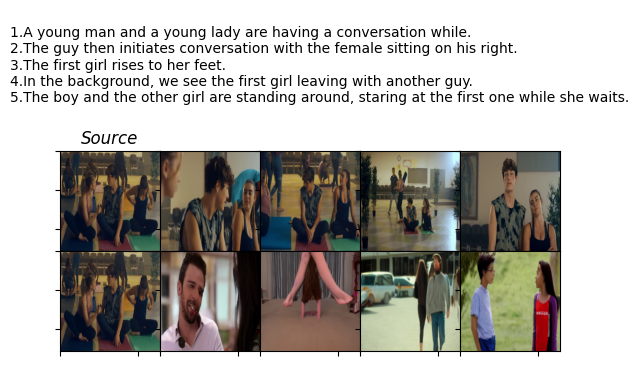 1.A young man and a young lady are having a conversation while.
2.The guy then initiates conversation with the female sitting on his right.
3.The first girl rises to her feet.
4.In the background, we see the first girl leaving with another guy.
5.The boy and the other girl are standing around, staring at the first one while she waits.
Source